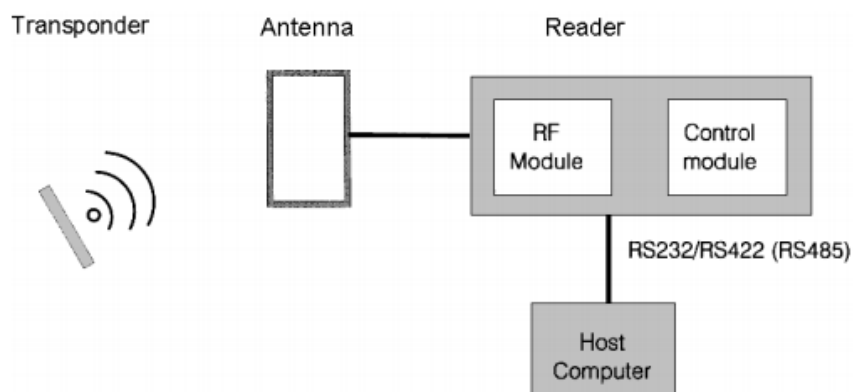 Transponder
Antenna
Reader
RF
Module
Control
module
RS232/RS422 (RS485)
Host
Computer